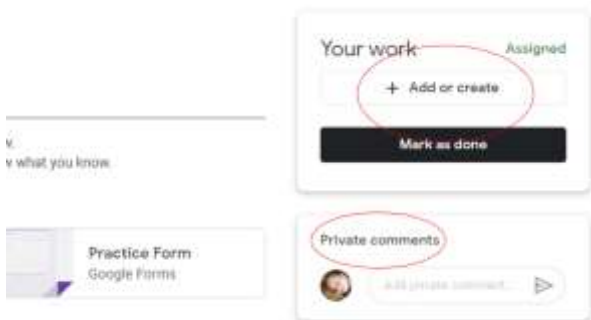 Your work Assigned
+ Add or create
Mark as done
w what you know.
Practice Form
Google Forms
Private comments
Add private comment...